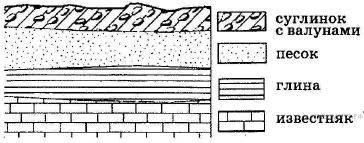 суглинок
с валунами
песок
глина
известняк